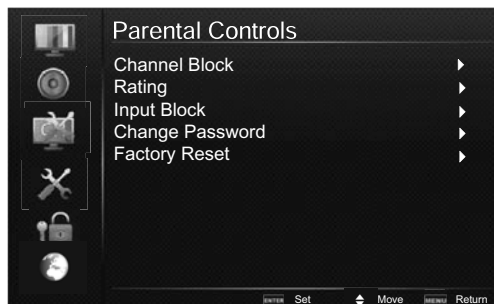 Parental Controls
Channel Block
Rating
Input Block
Change Password
Factory Reset
ENTER Set Move MENU Return